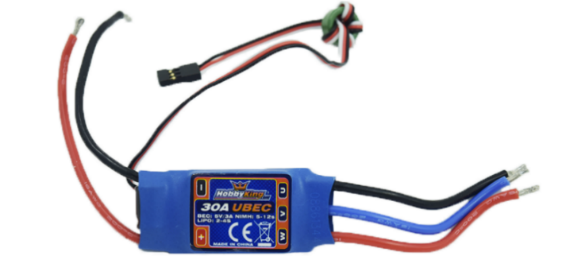 HobbyKing
30A UBEC
BEC: 5V/3A NIMH: 5-12s
LIPO: 2-4S
CE
MADE IN CHINA
- U
V
+ W